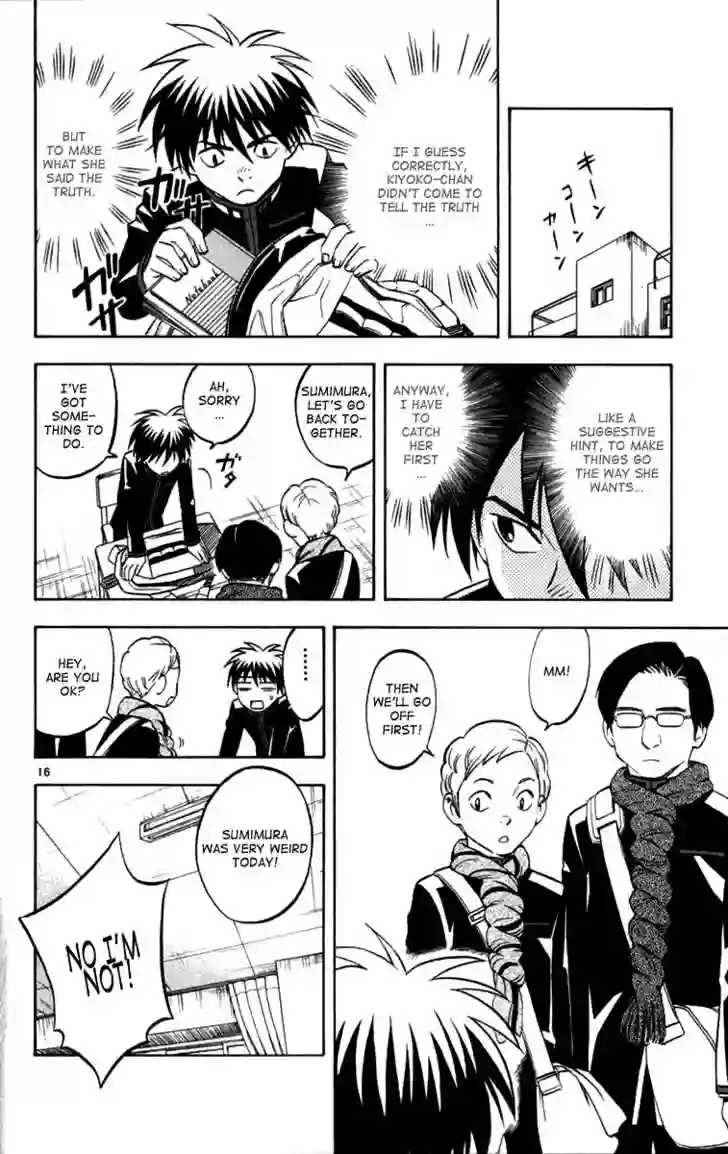 キーン
コーン
カーン
IF I GUESS
CORRECTLY,
KIYOKO-CHAN
DIDN'T COME TO
TELL THE TRUTH
...
BUT
TO MAKE
WHAT SHE
SAID THE
TRUTH.
Notebook
ガッ
ガッ
LIKE A
SUGGESTIVE
HINT, TO MAKE
THINGS GO
THE WAY SHE
WANTS...
ANYWAY,
I HAVE
TO
CATCH
HER
FIRST...
SUMIMURA,
LET'S GO
BACK TO-
GETHER.
AH,
SORRY
...
I'VE
GOT
SOME-
THING TO
DO.
ガタ
MM!
THEN
WE'LL GO
OFF
FIRST!
......
HEY,
ARE YOU
OK?
16
SUMIMURA
WAS VERY WEIRD
TODAY!
NO I'M
NOT!